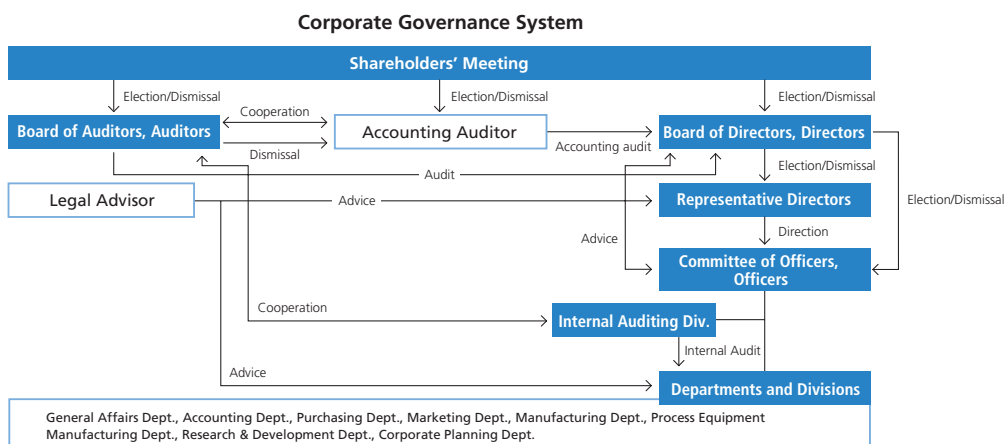 Corporate Governance System
Shareholders' Meeting
Election/Dismissal
Election/Dismissal
Election/Dismissal
Cooperation
Board of Auditors, Auditors
Accounting Auditor
Board of Directors, Directors
Dismissal
Accounting audit
Election/Dismissal
Audit
Legal Advisor
Advice
Representative Directors
Election/Dismissal
Direction
Advice
Committee of Officers,
Officers
Cooperation
Internal Auditing Div.
Internal Audit
Advice
Departments and Divisions
General Affairs Dept., Accounting Dept., Purchasing Dept., Marketing Dept., Manufacturing Dept., Process Equipment
Manufacturing Dept., Research & Development Dept., Corporate Planning Dept.